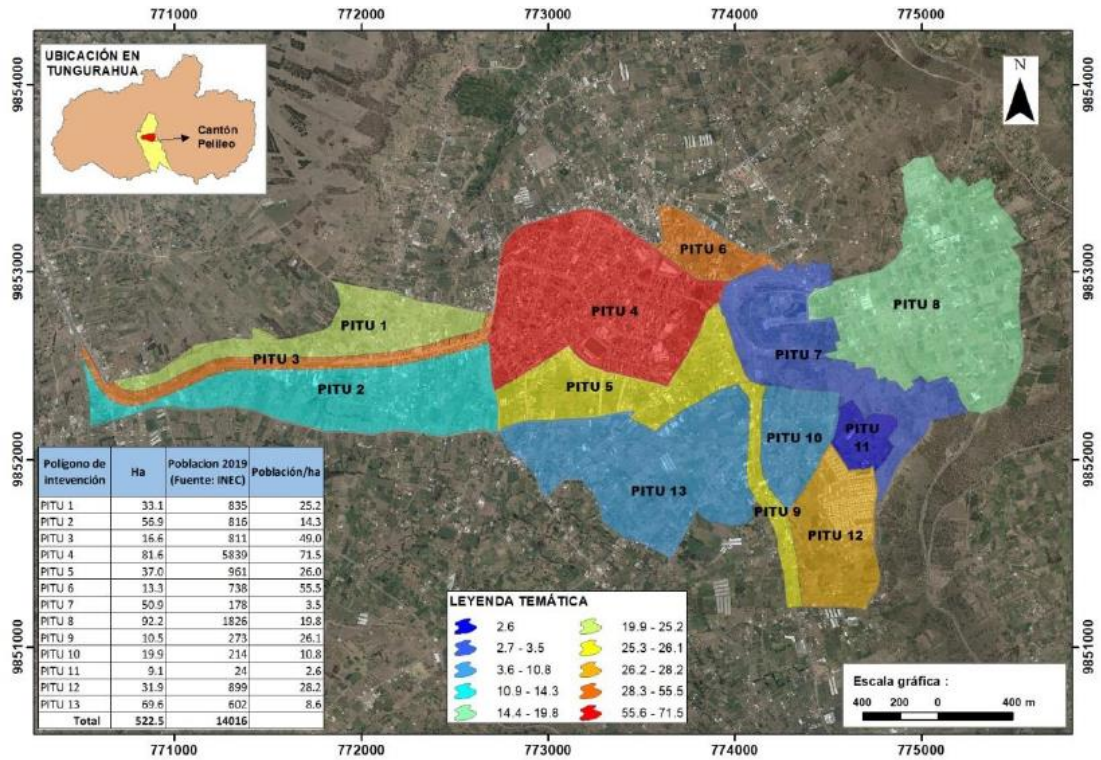 771000 772000 773000 774000 775000
9854000
9853000
9852000
9851000
UBICACIÓN EN
TUNGURAHUA
Cantón
Pelileo
N
9854000
9853000
9852000
9851000
PITU 1
PITU 2
PITU 3
PITU 4
PITU 5
PITU 6
PITU 7
PITU 8
PITU 9
PITU 10
PITU
11
PITU 12
PITU 13
Polígono de intevención Ha Poblacion 2019 (Fuente: INEC) Población/ha
PITU 1 33.1 835 25.2
PITU 2 56.9 816 14.3
PITU 3 16.6 811 49.0
PITU 4 81.6 5839 71.5
PITU 5 37.0 961 26.0
PITU 6 13.3 738 55.5
PITU 7 50.9 178 3.5
PITU 8 92.2 1826 19.8
PITU 9 10.5 273 26.1
PITU 10 19.9 214 10.8
PITU 11 9.1 24 2.6
PITU 12 31.9 899 28.2
PITU 13 69.6 602 8.6
Total 522.5 14016
LEYENDA TEMÁTICA
2.6 19.9 - 25.2
2.7 - 3.5 25.3 - 26.1
3.6 - 10.8 26.2 - 28.2
10.9 - 14.3 28.3 - 55.5
14.4 - 19.8 55.6 - 71.5
Escala gráfica :
400 200 0 400 m
771000 772000 773000 774000 775000